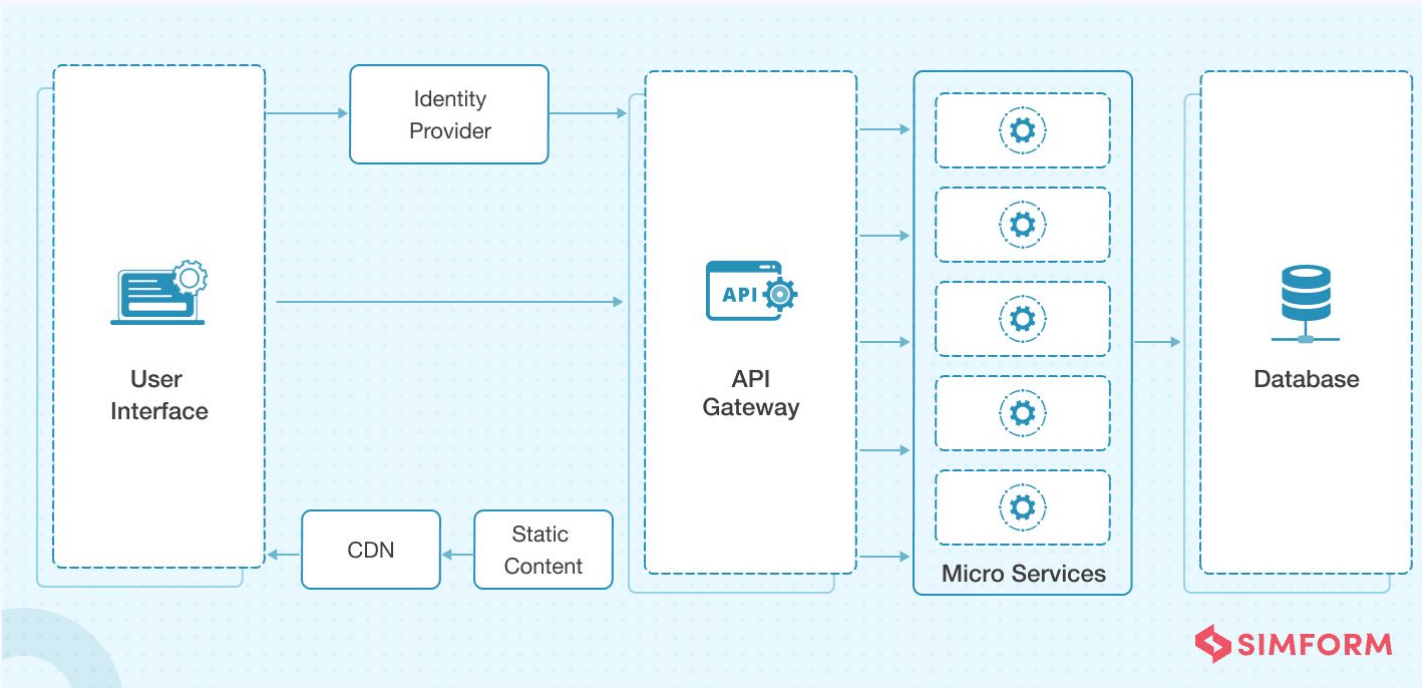 Identity
Provider
User
Interface
API
API
Gateway
CDN
Static
Content
Micro Services
Database
SIMFORM